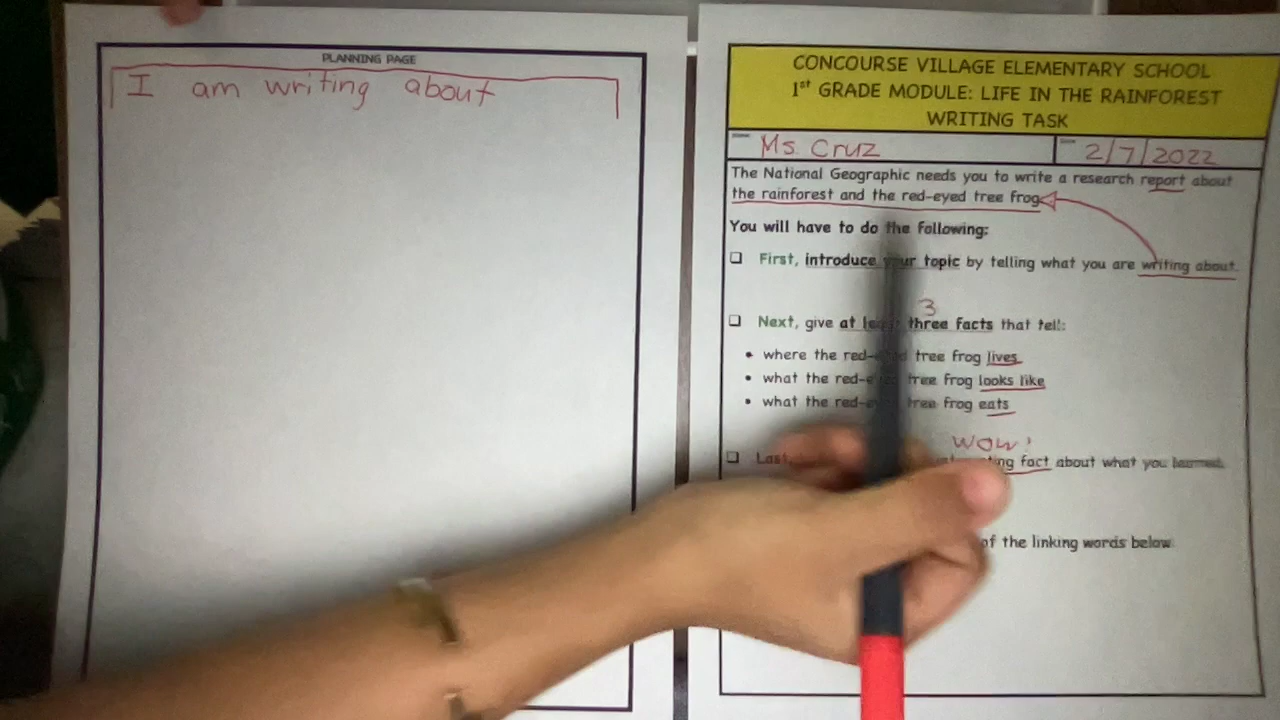 PLANNING PAGE
I am writing about
CONCOURSE VILLAGE ELEMENTARY SCHOOL
1st GRADE MODULE: LIFE IN THE RAINFOREST
WRITING TASK
Ms Cruz 2/7/2022
The National Geographic needs you to write a research report about
the rainforest and the red-eyed tree frog
You will have to do the following:
☐ First, introduce your topic by telling what you are writing about.
3
☐ Next, give at least three facts that tell:
• where the red-eyed tree frog lives
• what the red-eyed tree frog looks like
• what the red-eyed tree frog eats
WOW!
☐ Last, fact about what you learned.
of the linking words below